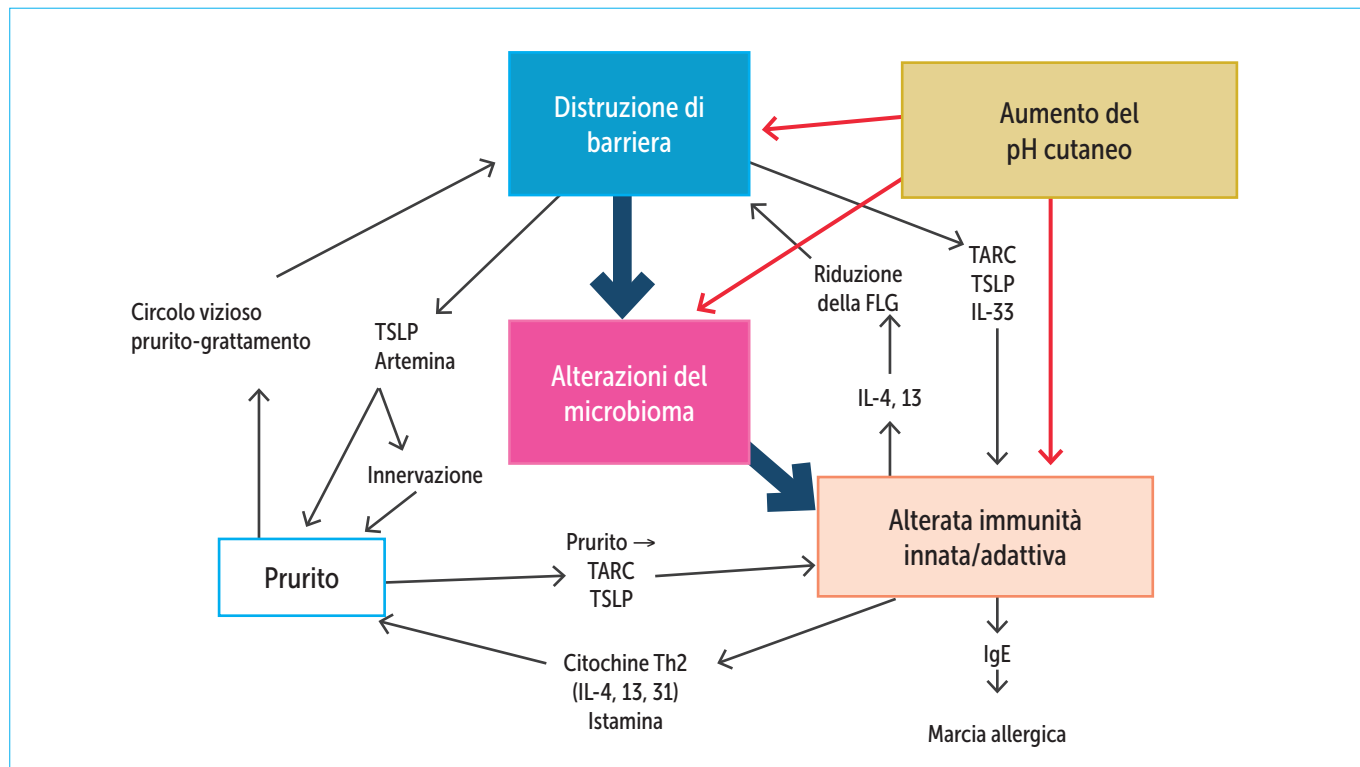 Distruzione di
barriera
Aumento del
pH cutaneo
TARC
TSLP
IL-33
Riduzione
della FLG
Circolo vizioso
prurito-grattamento
TSLP
Artemina
Alterazioni del
microbioma
IL-4, 13
Innervazione
Alterata immunità
innata/adattiva
Prurito →
TARC
TSLP
Prurito
IgE
Citochine Th2
(IL-4, 13, 31)
Istamina
Marcia allergica